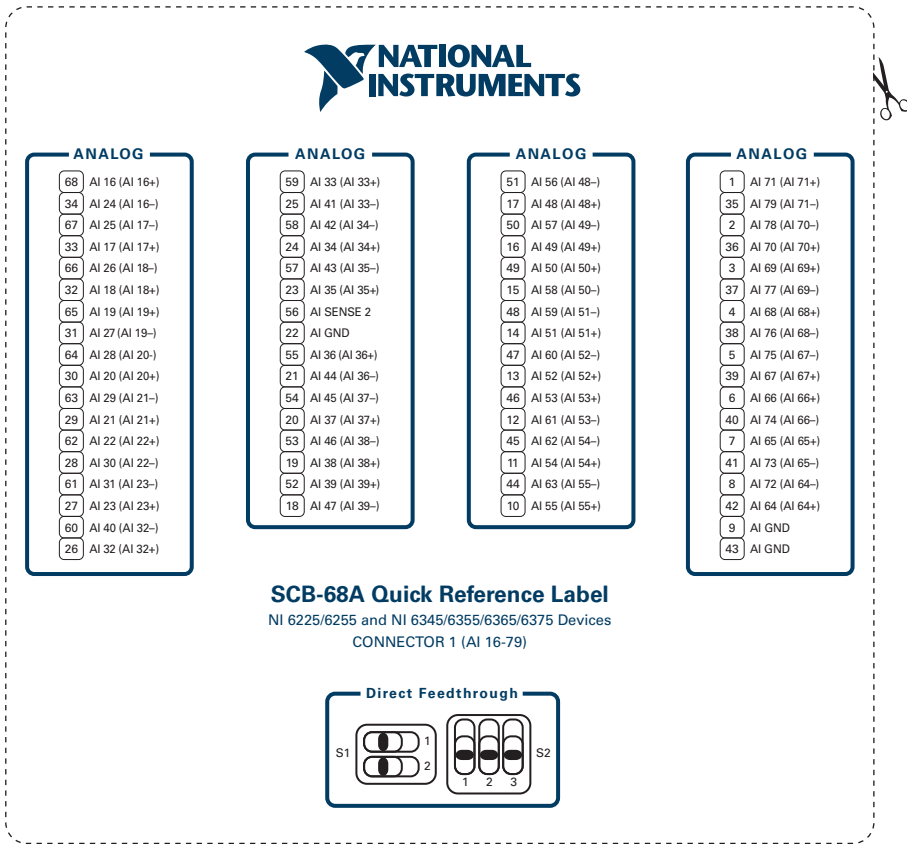 NATIONAL
INSTRUMENTS
ANALOG
68 AI 16 (AI 16+)
34 AI 24 (AI 16–)
67 AI 25 (AI 17–)
33 AI 17 (AI 17+)
66 AI 26 (AI 18–)
32 AI 18 (AI 18+)
65 AI 19 (AI 19+)
31 AI 27 (AI 19–)
64 AI 28 (AI 20-)
30 AI 20 (AI 20+)
63 AI 29 (AI 21–)
29 AI 21 (AI 21+)
62 AI 22 (AI 22+)
28 AI 30 (AI 22–)
61 AI 31 (AI 23–)
27 AI 23 (AI 23+)
60 AI 40 (AI 32–)
26 AI 32 (AI 32+)
ANALOG
59 AI 33 (AI 33+)
25 AI 41 (AI 33–)
58 AI 42 (AI 34–)
24 AI 34 (AI 34+)
57 AI 43 (AI 35–)
23 AI 35 (AI 35+)
56 AI SENSE 2
22 AI GND
55 AI 36 (AI 36+)
21 AI 44 (AI 36–)
54 AI 45 (AI 37–)
20 AI 37 (AI 37+)
53 AI 46 (AI 38–)
19 AI 38 (AI 38+)
52 AI 39 (AI 39+)
18 AI 47 (AI 39–)
ANALOG
51 AI 56 (AI 48–)
17 AI 48 (AI 48+)
50 AI 57 (AI 49–)
16 AI 49 (AI 49+)
49 AI 50 (AI 50+)
15 AI 58 (AI 50–)
48 AI 59 (AI 51–)
14 AI 51 (AI 51+)
47 AI 60 (AI 52–)
13 AI 52 (AI 52+)
46 AI 53 (AI 53+)
12 AI 61 (AI 53–)
45 AI 62 (AI 54–)
11 AI 54 (AI 54+)
44 AI 63 (AI 55–)
10 AI 55 (AI 55+)
ANALOG
1 AI 71 (AI 71+)
35 AI 79 (AI 71–)
2 AI 78 (AI 70–)
36 AI 70 (AI 70+)
3 AI 69 (AI 69+)
37 AI 77 (AI 69–)
4 AI 68 (AI 68+)
38 AI 76 (AI 68–)
5 AI 75 (AI 67–)
39 AI 67 (AI 67+)
6 AI 66 (AI 66+)
40 AI 74 (AI 66–)
7 AI 65 (AI 65+)
41 AI 73 (AI 65–)
8 AI 72 (AI 64–)
42 AI 64 (AI 64+)
9 AI GND
43 AI GND
SCB-68A Quick Reference Label
NI 6225/6255 and NI 6345/6355/6365/6375 Devices
CONNECTOR 1 (AI 16-79)
Direct Feedthrough
S1 1
2
S2
1 2 3